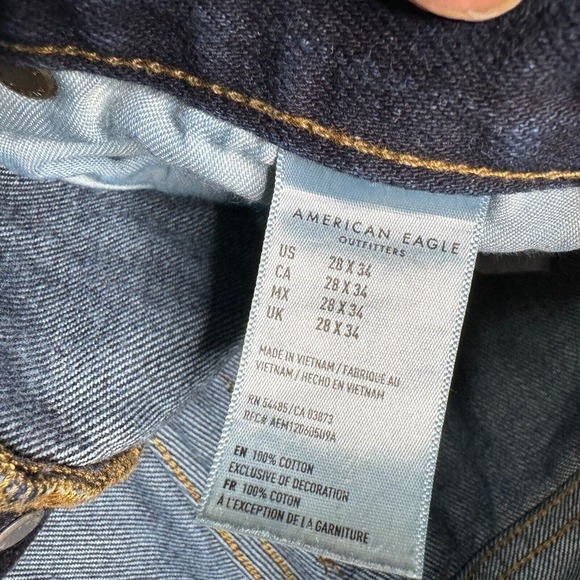 AMERICAN EAGLE
OUTFITTERS
US 28 X 34
CA 28 X 34
MX 28 X 34
UK 28 X 34
MADE IN VIETNAM / FABRIQUÉ AU
VIETNAM / HECHO EN VIETNAM
RN 54485/CA 03873
RFC# AEM120605U9A
EN 100% COTTON
EXCLUSIVE OF DECORATION
FR 100% COTON
À L'EXCEPTION DE LA GARNITURE